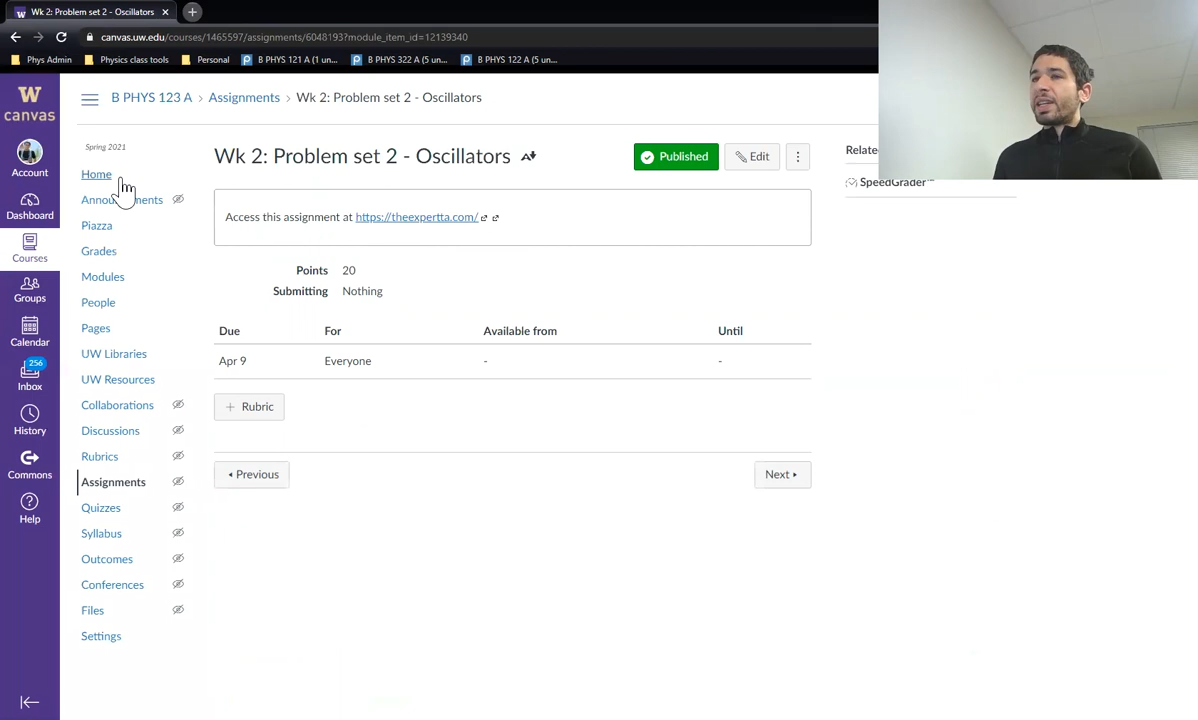 Wk 2: Problem set 2 - Oscillators
canvas.uw.edu/courses/1465597/assignments/6048193?module_item_id=12139340
Phys Admin
Physics class tools
Personal
B PHYS 121 A (1 un...
B PHYS 322 A (5 un...
B PHYS 122 A (5 un...
W
canvas
Account
Dashboard
Courses
Groups
Calendar
256
Inbox
History
Commons
Help
B PHYS 123 A › Assignments › Wk 2: Problem set 2 - Oscillators
Spring 2021
Home
Announcements
Piazza
Grades
Modules
People
Pages
UW Libraries
UW Resources
Collaborations
Discussions
Rubrics
Assignments
Quizzes
Syllabus
Outcomes
Conferences
Files
Settings
Wk 2: Problem set 2 - Oscillators
Published
Edit
Access this assignment at https://theexpertta.com/
Points 20
Submitting Nothing
Due For Available from Until
Apr 9 Everyone - -
+ Rubric
Previous
Next
SpeedGrader™